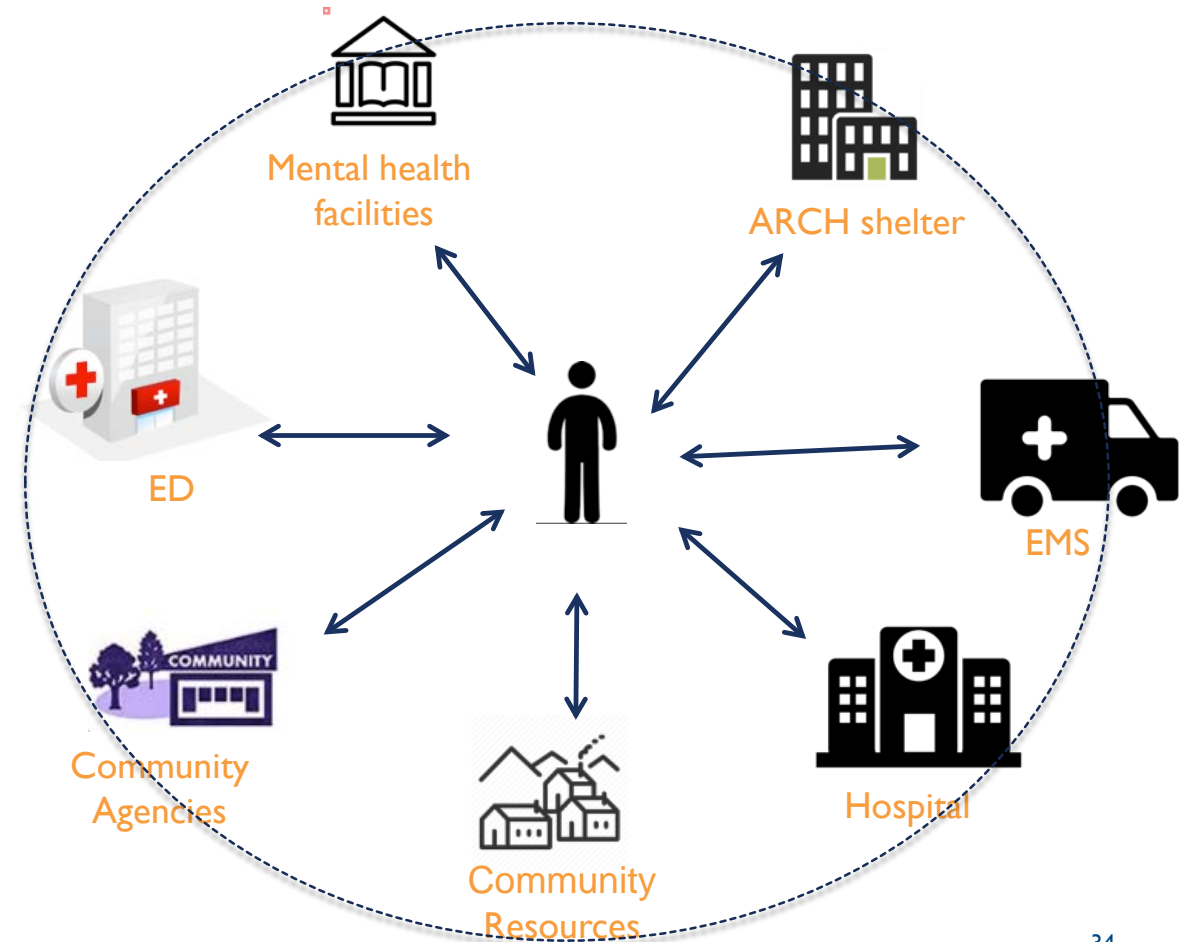 Mental health
facilities
ARCH shelter
ED
EMS
COMMUNITY
Community
Agencies
Hospital
Community
Resources
34